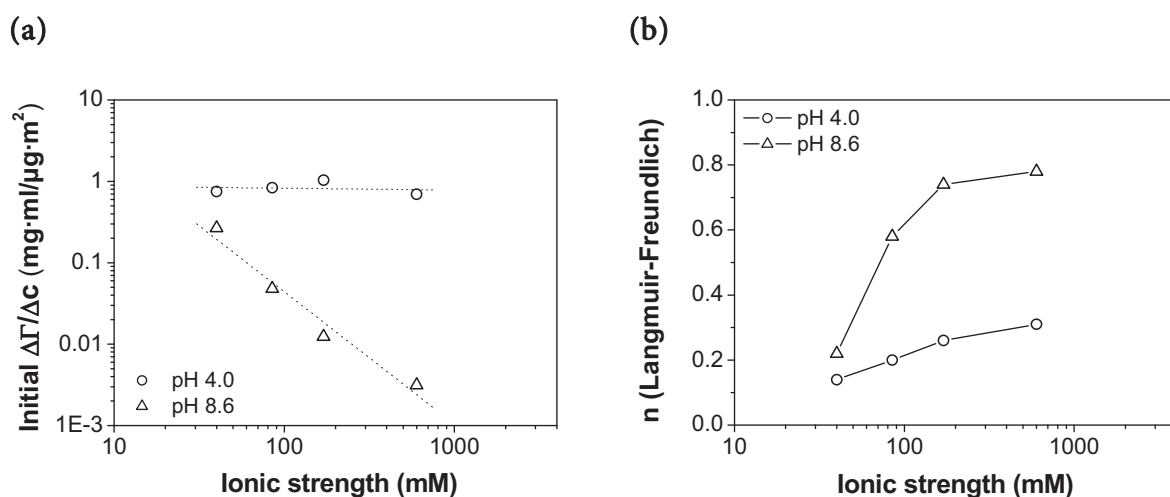 (a)
Initial ΔΓ/Δc (mg·ml/µg·m²)
10
1
0.1
0.01
1E-3
pH 4.0
pH 8.6
10
100
1000
Ionic strength (mM)
(b)
n (Langmuir-Freundlich)
1.0
0.8
0.6
0.4
0.2
0.0
pH 4.0
pH 8.6
10
100
1000
Ionic strength (mM)